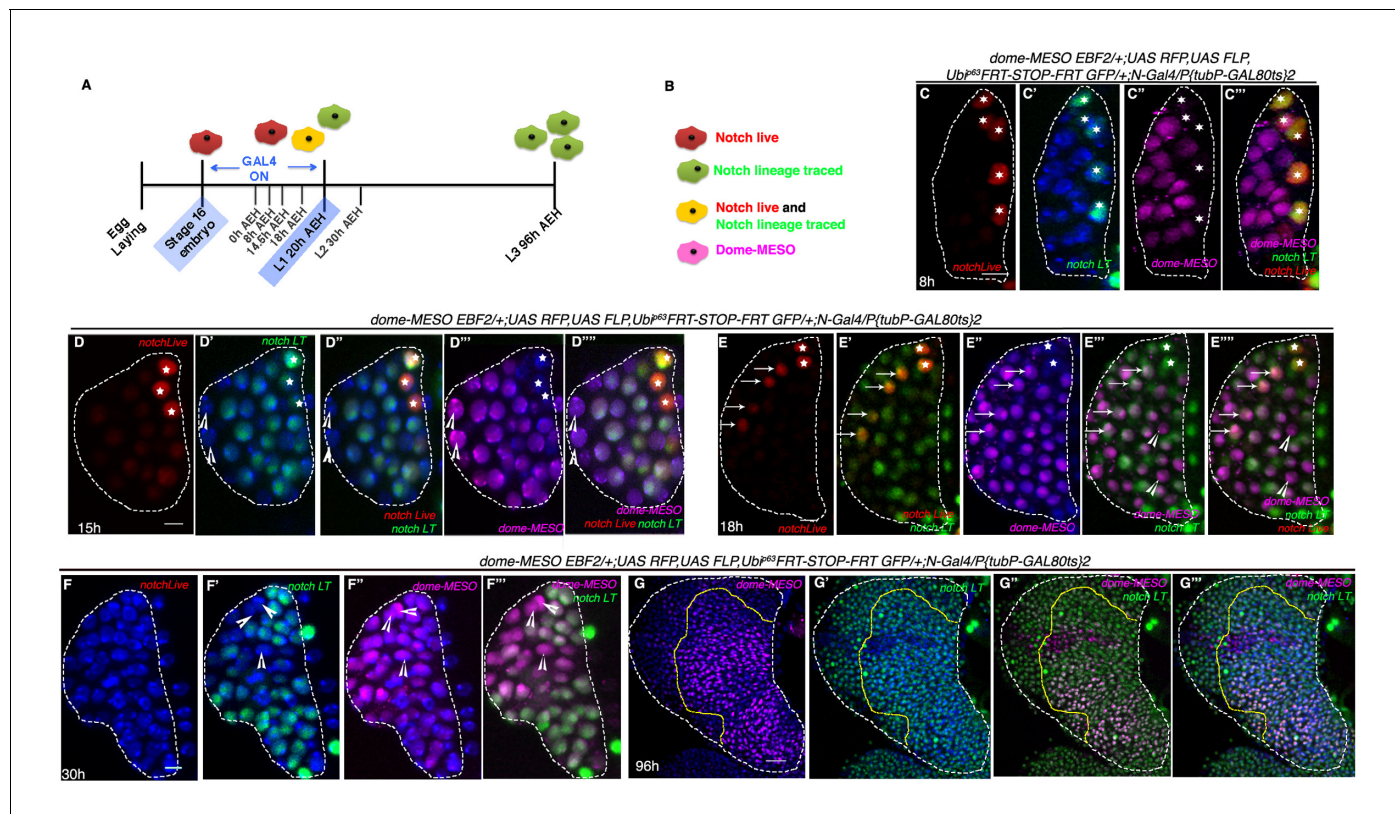 A
GAL4
ON
Egg
Laying
Stage 16
embryo
0h AEH
8h AEH
14.5h AEH
18h AEH
L1 20h AEH
L2 30h AEH
L3 96h AEH
B
Notch live
Notch lineage traced
Notch live and
Notch lineage traced
Dome-MESO
dome-MESO EBF2/+;UAS RFP,UAS FLP,
Ubi^p63FRT-STOP-FRT GFP/+;N-Gal4/P{tubP-GAL80ts}2
C
notchLive
8h
C'
notch LT
C''
dome-MESO
C'''
dome-MESO
notch LT
notch Live
dome-MESO EBF2/+;UAS RFP,UAS FLP,Ubi^p63FRT-STOP-FRT GFP/+;N-Gal4/P{tubP-GAL80ts}2
D
notchLive
15h
D'
notch LT
D''
notch Live
notch LT
D'''
dome-MESO
D''''
dome-MESO
notch Live notch LT
E
notchLive
18h
E'
notch Live
notch LT
E''
dome-MESO
E'''
dome-MESO
notch LT
E''''
dome-MESO
notch LT
notch Live
dome-MESO EBF2/+;UAS RFP,UAS FLP,Ubi^p63FRT-STOP-FRT GFP/+;N-Gal4/P{tubP-GAL80ts}2
F
notchLive
30h
F'
notch LT
F''
dome-MESO
F'''
dome-MESO
notch LT
G
dome-MESO
96h
G'
notch LT
G''
dome-MESO
notch LT
G'''
dome-MESO
notch LT